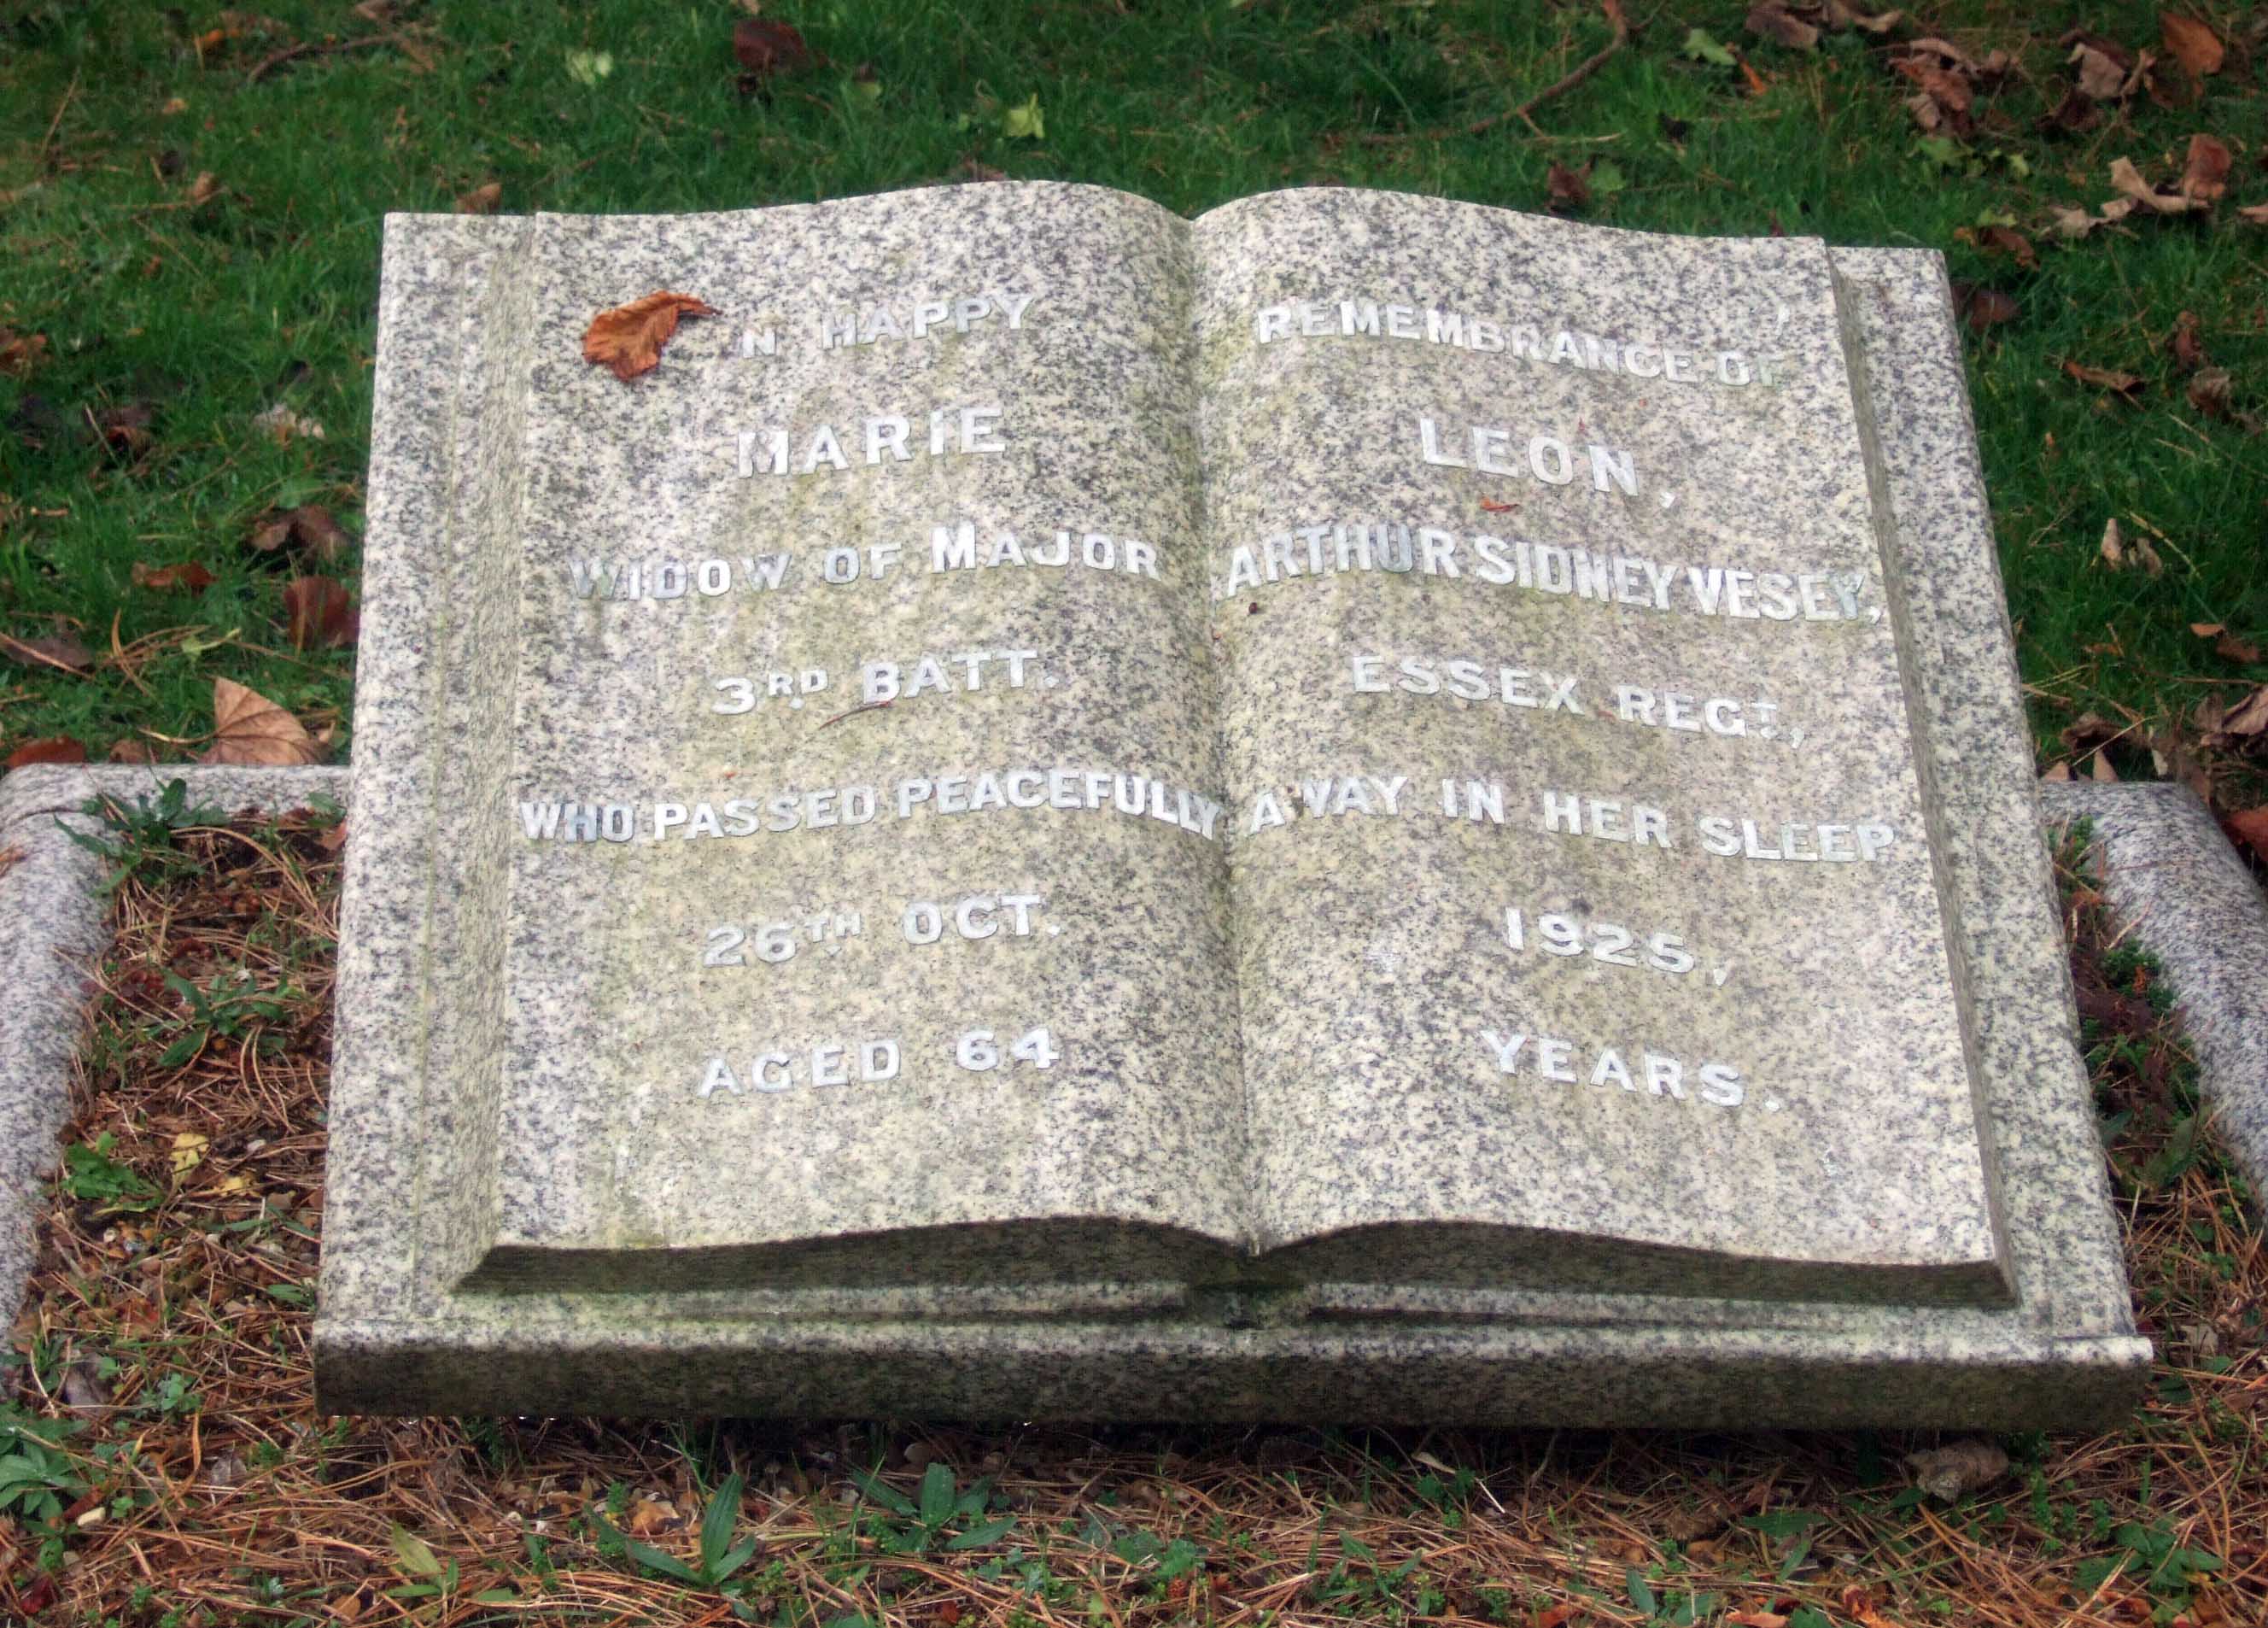 N HAPPY REMEMBRANCE OF
MARIE LEON,
WIDOW OF MAJOR ARTHUR SIDNEY VESEY,
3RD BATT. ESSEX REGT,
WHO PASSED PEACEFULLY AWAY IN HER SLEEP
26TH OCT. 1925,
AGED 64 YEARS.